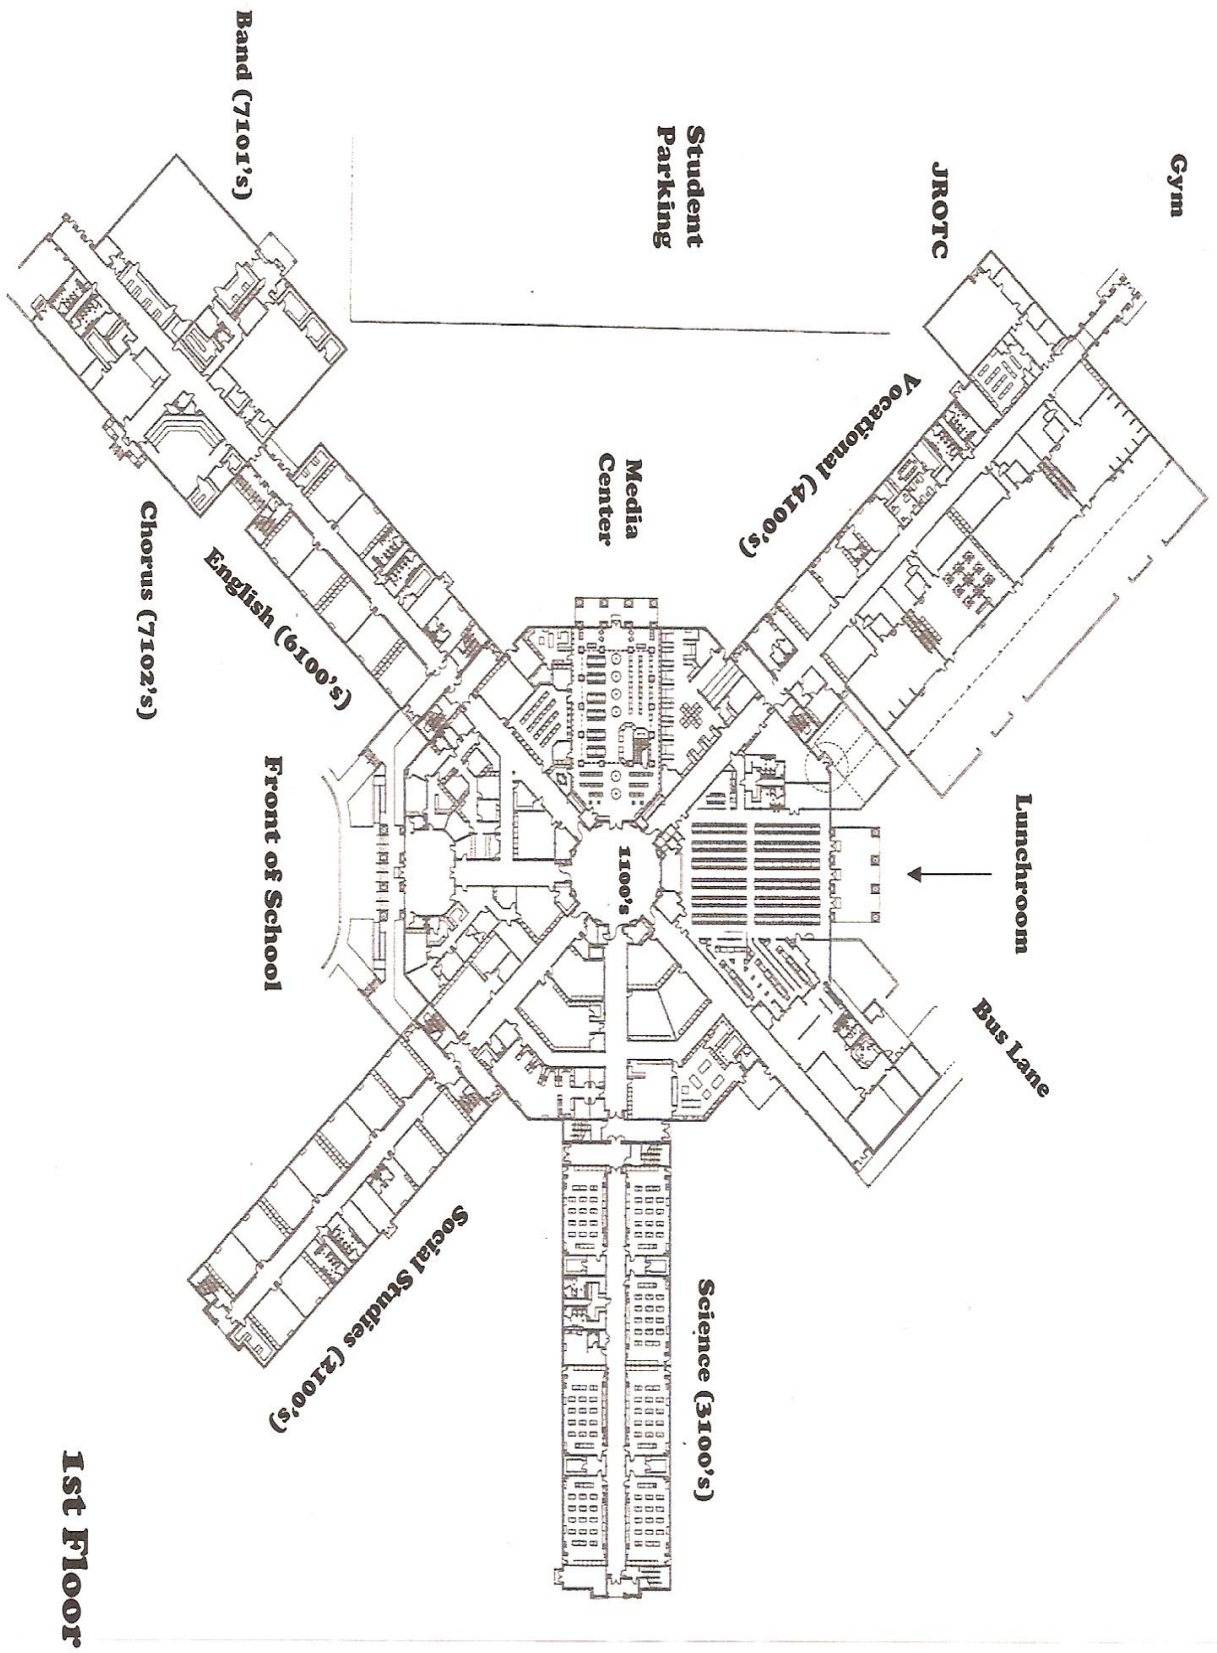 Gym
Lunchroom
Bus Lane
JROTC
Vocational (4100's)
Student
Parking
Science (3100's)
Media
Center
1100's
Social Studies (2100's)
Front of School
English (6100's)
Band (7101's)
Chorus (7102's)
1st Floor